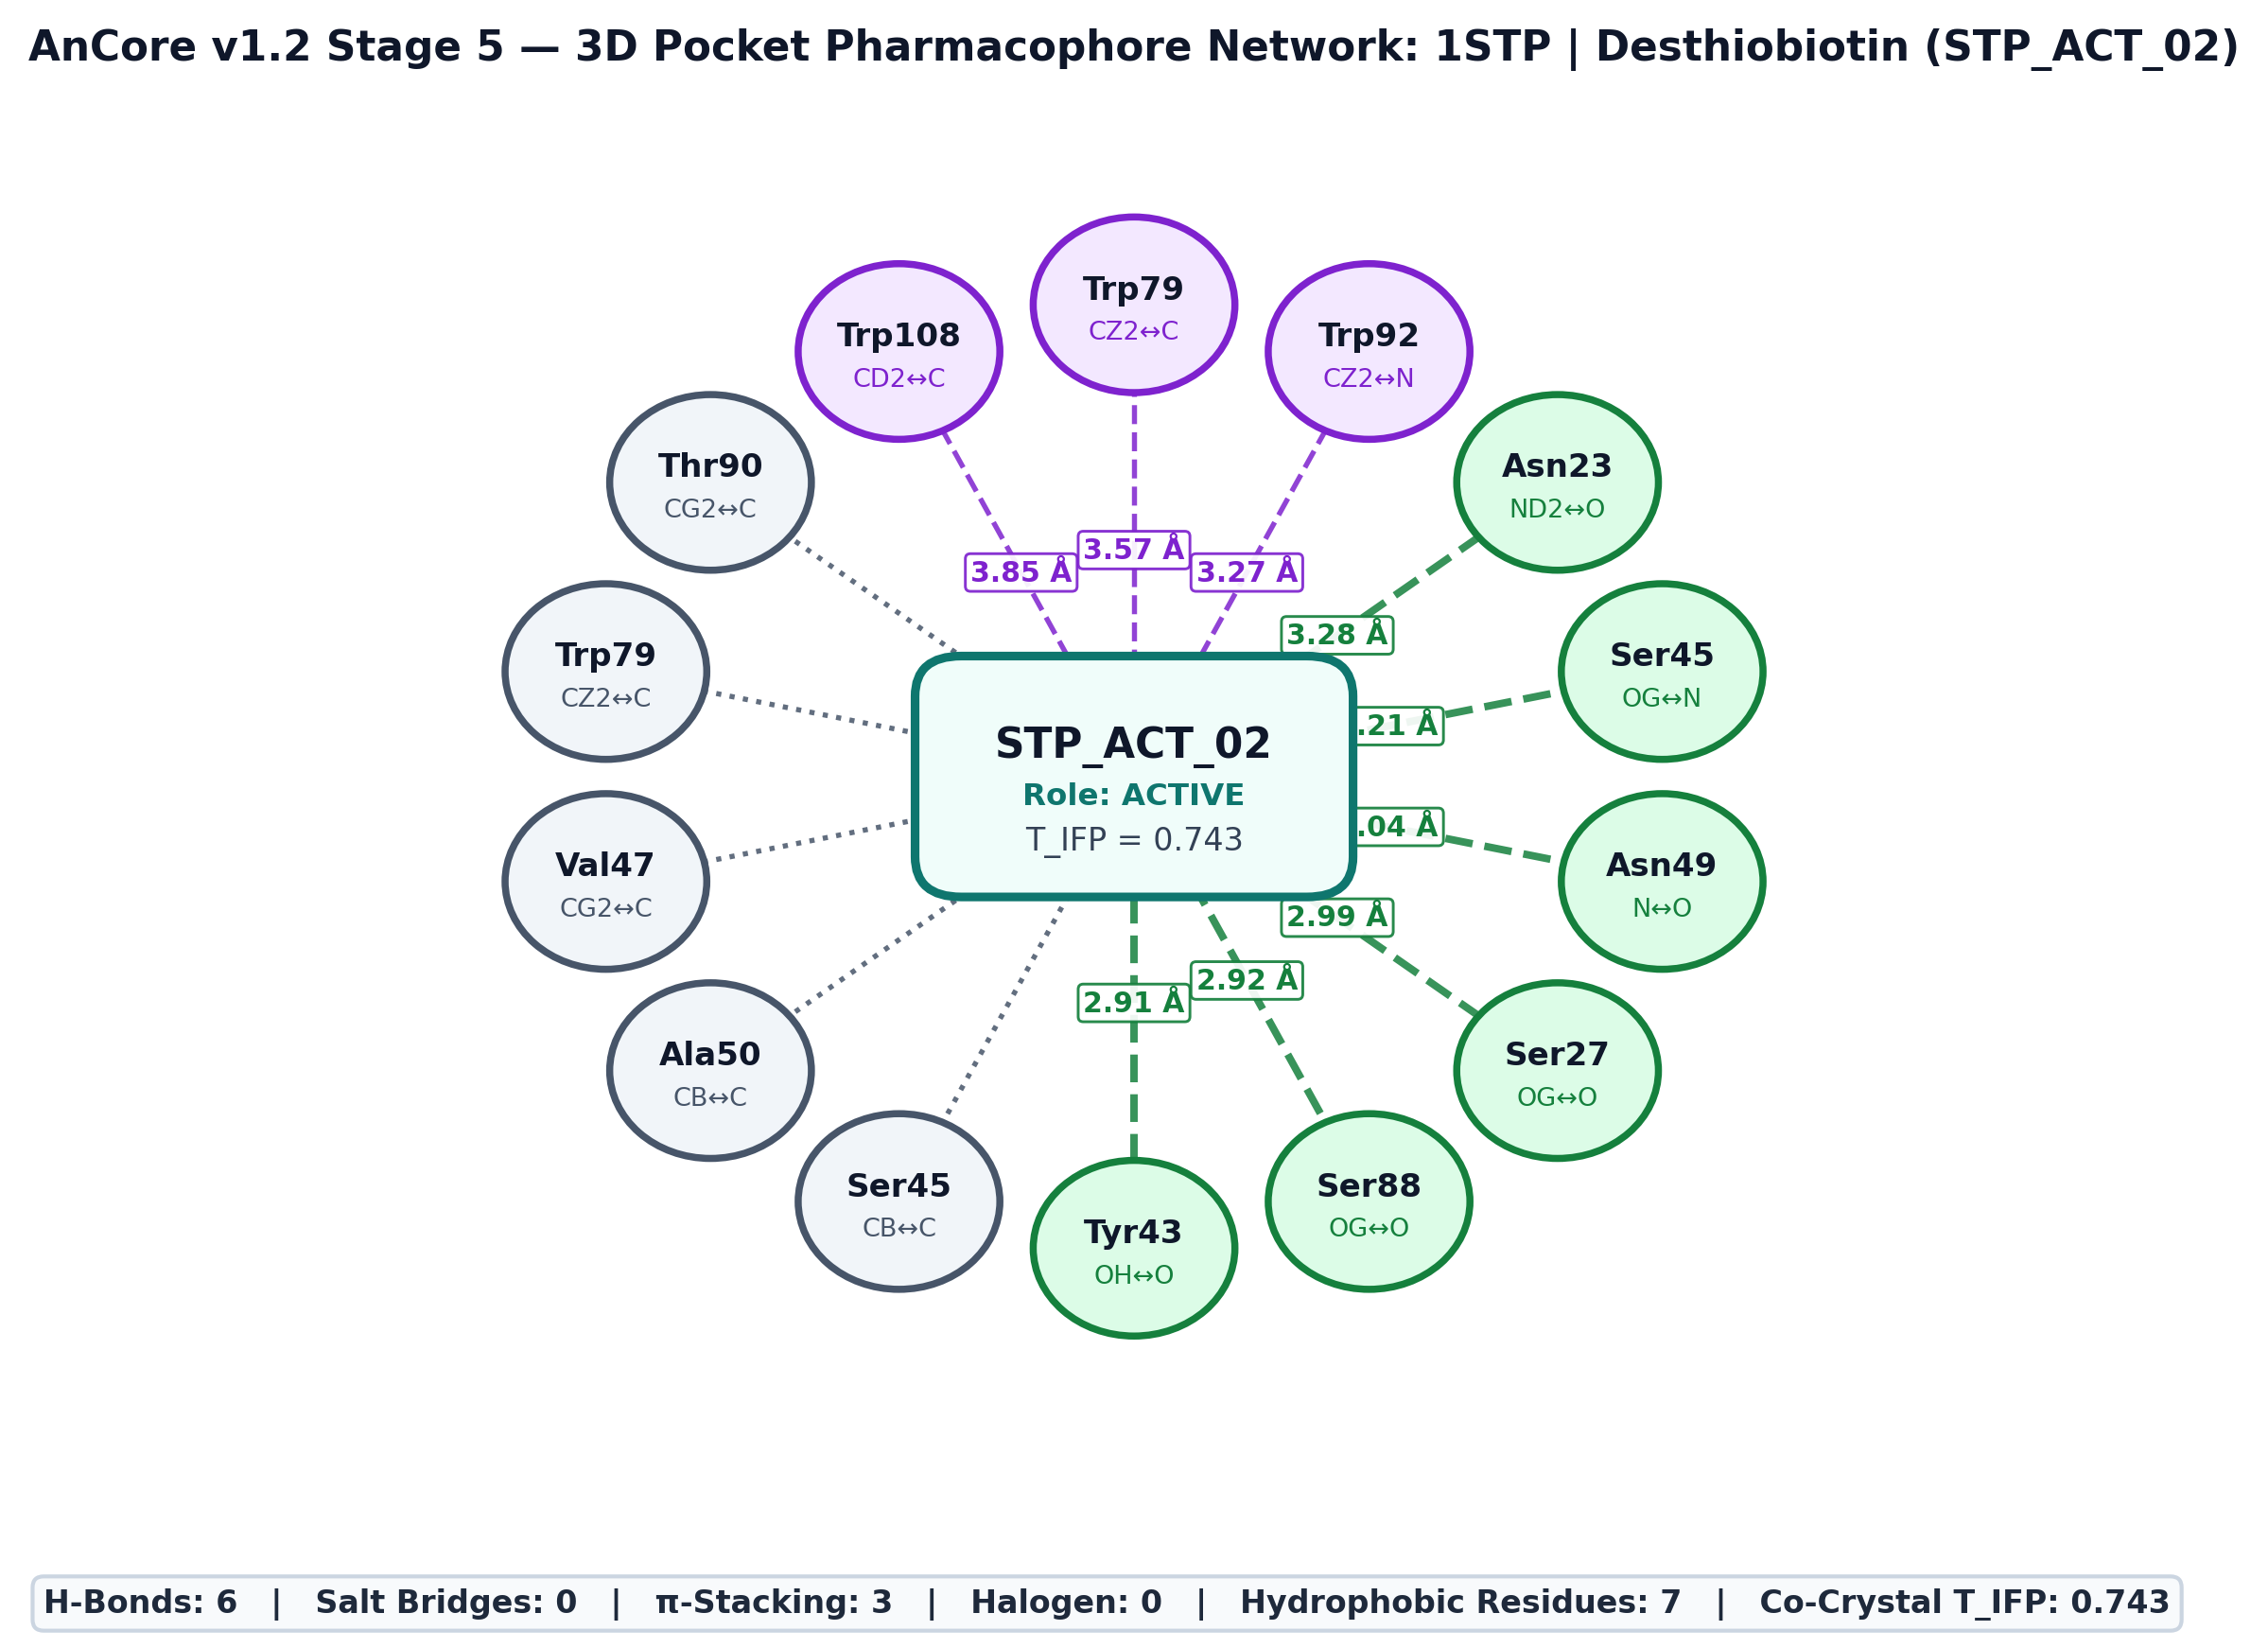 AnCore v1.2 Stage 5 — 3D Pocket Pharmacophore Network: 1STP | Desthiobiotin (STP_ACT_02)
Trp79
CZ2↔C
Trp108
CD2↔C
Trp92
CZ2↔N
Thr90
CG2↔C
Asn23
ND2↔O
3.57 Å
3.85 Å
3.27 Å
3.28 Å
Trp79
CZ2↔C
Ser45
OG↔N
.21 Å
STP_ACT_02
Role: ACTIVE
T_IFP = 0.743
.04 Å
Val47
CG2↔C
Asn49
N↔O
2.99 Å
2.92 Å
2.91 Å
Ala50
CB↔C
Ser27
OG↔O
Ser45
CB↔C
Ser88
OG↔O
Tyr43
OH↔O
H-Bonds: 6 | Salt Bridges: 0 | π-Stacking: 3 | Halogen: 0 | Hydrophobic Residues: 7 | Co-Crystal T_IFP: 0.743